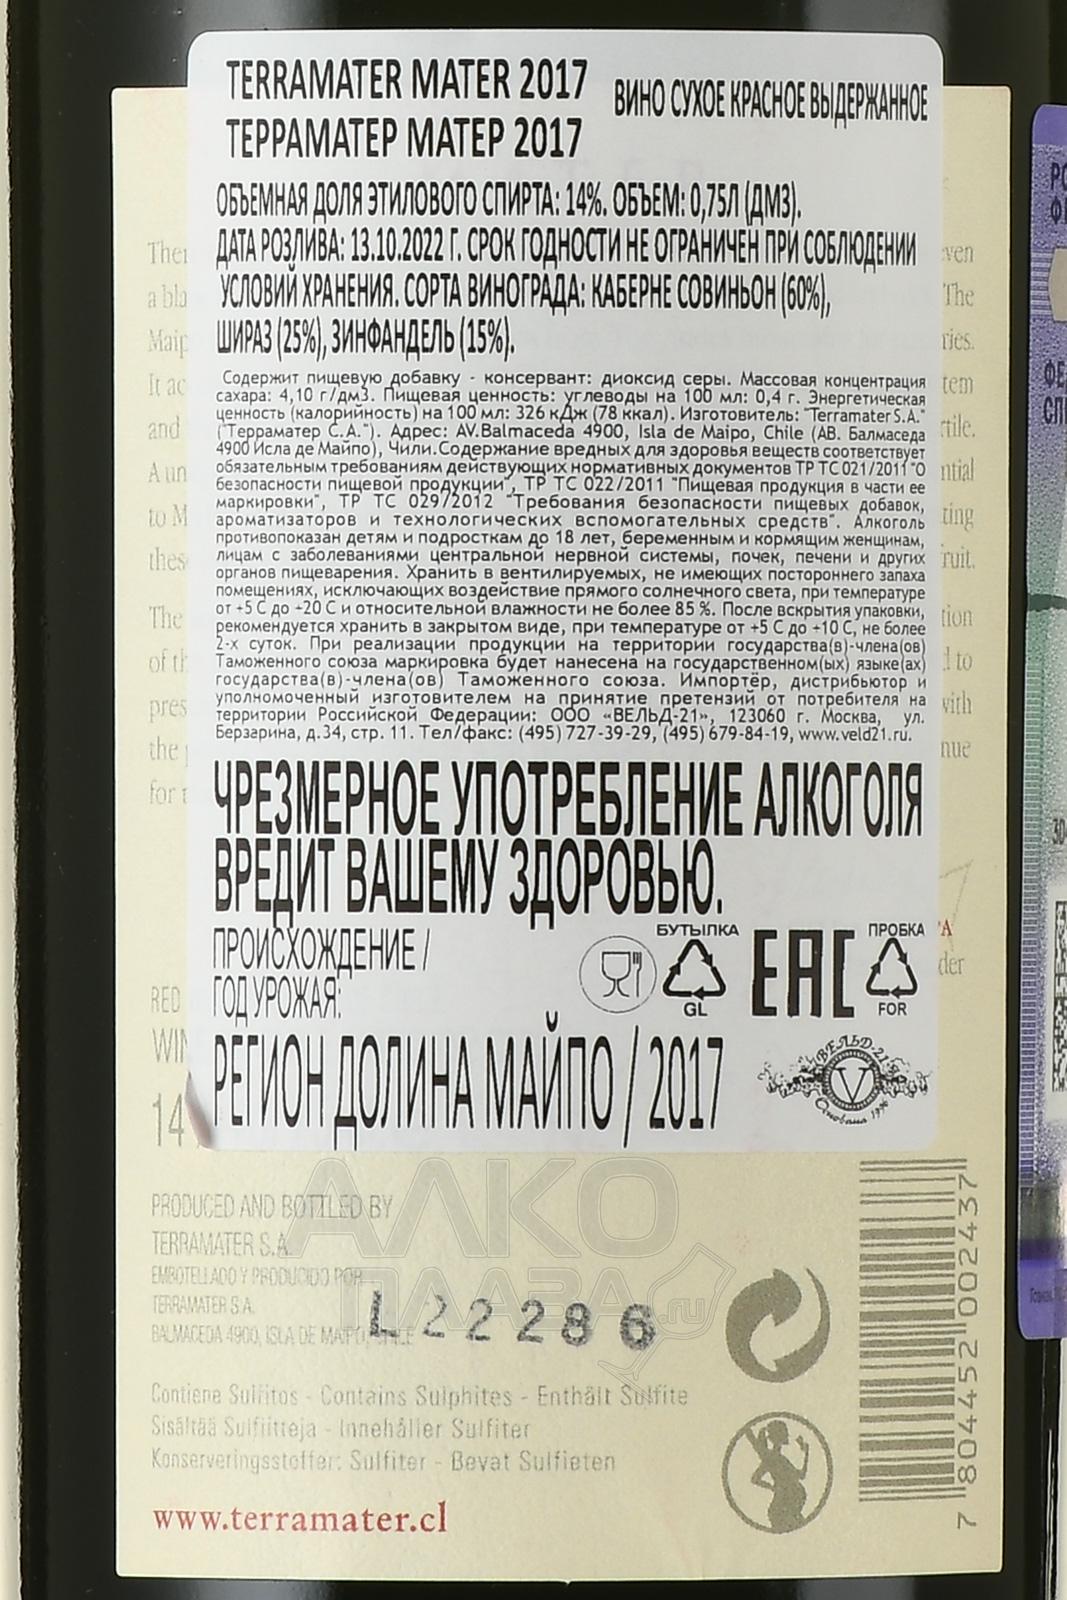 TERRAMATER MATER 2017
ВИНО СУХОЕ КРАСНОЕ ВЫДЕРЖАННОЕ
ТЕРРАМАТЕР МАТЕР 2017
ОБЪЕМНАЯ ДОЛЯ ЭТИЛОВОГО СПИРТА: 14%. ОБЪЕМ: 0,75Л (ДМ3).
ДАТА РОЗЛИВА: 13.10.2022 Г. СРОК ГОДНОСТИ НЕ ОГРАНИЧЕН ПРИ СОБЛЮДЕНИИ
УСЛОВИЙ ХРАНЕНИЯ. СОРТА ВИНОГРАДА: КАБЕРНЕ СОВИНЬОН (60%),
ШИРАЗ (25%), ЗИНФАНДЕЛЬ (15%).
Содержит пищевую добавку - консервант: диоксид серы. Массовая концентрация
сахара: 4,10 г/дм3. Пищевая ценность: углеводы на 100 мл: 0,4 г. Энергетическая
ценность (калорийность) на 100 мл: 326 кДж (78 ккал). Изготовитель: "Terramater S.A."
("Терраматер С.А."). Адрес: AV.Balmaceda 4900, Isla de Maipo, Chile (АВ. Балмаседа
4900 Исла де Майпо), Чили.Содержание вредных для здоровья веществ соответствует
обязательным требованиям действующих нормативных документов ТР ТС 021/2011 "О
безопасности пищевой продукции", ТР ТС 022/2011 "Пищевая продукция в части ее
маркировки", ТР ТС 029/2012 "Требования безопасности пищевых добавок,
ароматизаторов и технологических вспомогательных средств". Алкоголь
противопоказан детям и подросткам до 18 лет, беременным и кормящим женщинам,
лицам с заболеваниями центральной нервной системы, почек, печени и других
органов пищеварения. Хранить в вентилируемых, не имеющих постороннего запаха
помещениях, исключающих воздействие прямого солнечного света, при температуре
от +5 С до +20 С и относительной влажности не более 85 %. После вскрытия упаковки,
рекомендуется хранить в закрытом виде, при температуре от +5 С до +10 С, не более
2-х суток. При реализации продукции на территории государства(в)-члена(ов)
Таможенного союза маркировка будет нанесена на государственном(ых) языке(ах)
государства(в)-члена(ов) Таможенного союза. Импортёр, дистрибьютор и
уполномоченный изготовителем на принятие претензий от потребителя на
территории Российской Федерации: ООО «ВЕЛЬД-21», 123060 г. Москва, ул.
Берзарина, д.34, стр. 11. Тел/факс: (495) 727-39-29, (495) 679-84-19, www.veld21.ru.
ЧРЕЗМЕРНОЕ УПОТРЕБЛЕНИЕ АЛКОГОЛЯ
ВРЕДИТ ВАШЕМУ ЗДОРОВЬЮ.
ПРОИСХОЖДЕНИЕ /
ГОД УРОЖАЯ:
БУТЫЛКА
GL
EAC
ПРОБКА
FOR
РЕГИОН ДОЛИНА МАЙПО / 2017
ВЕЛЬД-21
V
Основана 1996
RED
14
PRODUCED AND BOTTLED BY
TERRAMATER S.A.
EMBOTELLADO Y PRODUCIDO POR
TERRAMATER S.A.
BALMACEDA 4900, ISLA DE MAIPO, CHILE
L22286
Contiene Sulfitos - Contains Sulphites - Enthält Sulfite
Sisältää Sulfiitteja - Innehåller Sulfiter
Konserveringsstoffer: Sulfiter - Bevat Sulfieten
www.terramater.cl
7 804452 002437
АЛКО
ПЛАЗА.ru